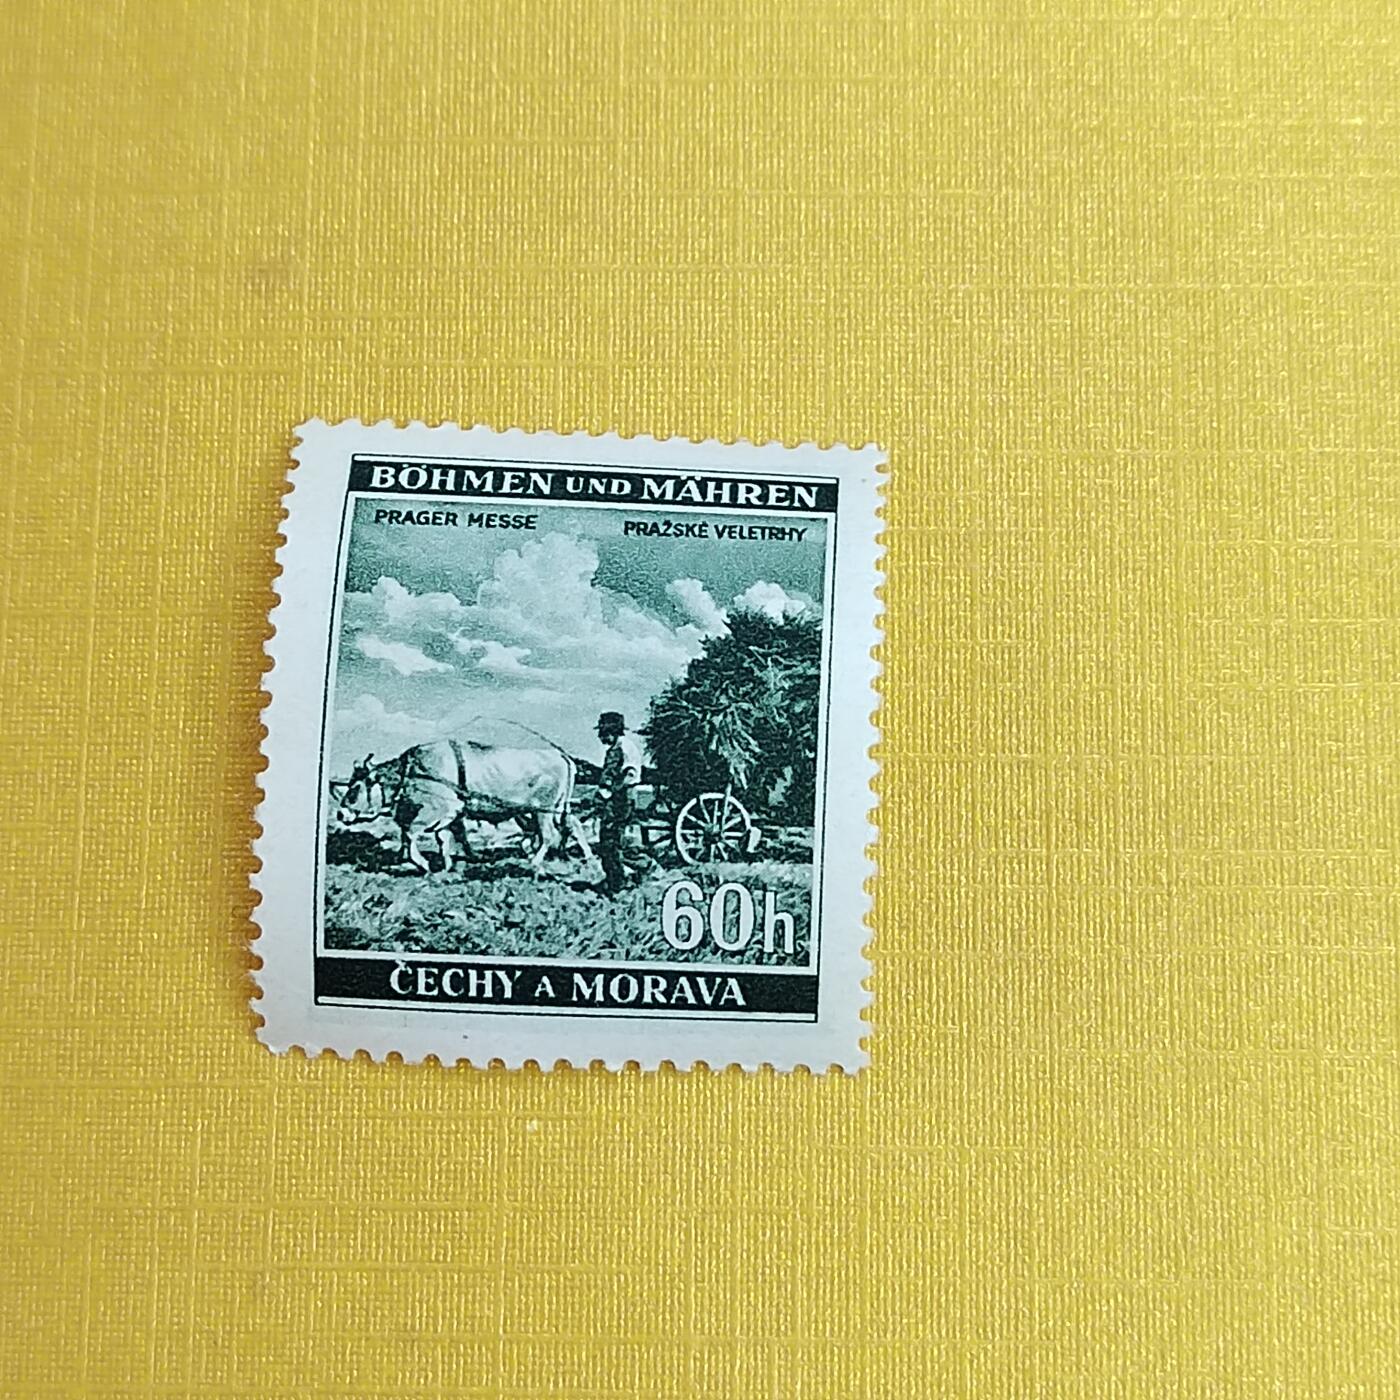 BÖHMEN UND MÄHREN
PRAGER MESSE PRAŽSKÉ VELETRHY
60h
ČECHY A MORAVA